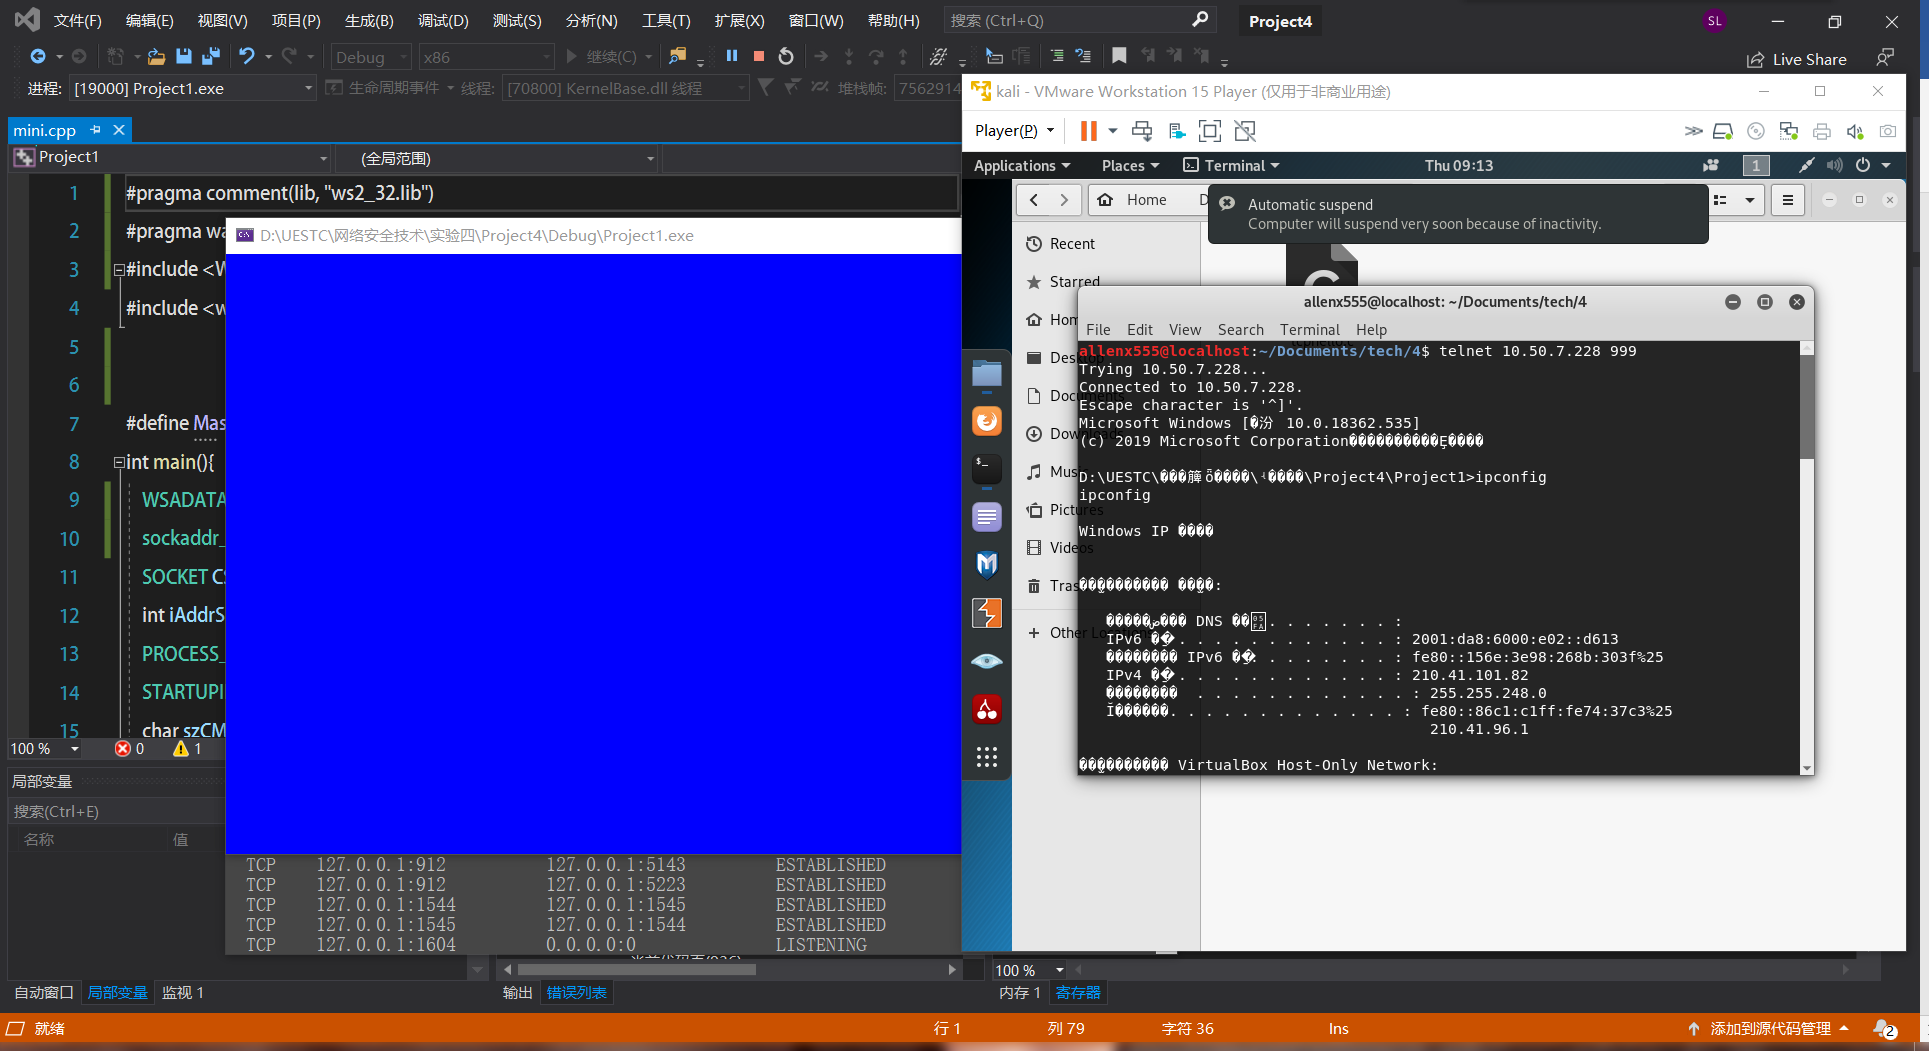 文件(F) 编辑(E) 视图(V) 项目(P) 生成(B) 调试(D) 测试(S) 分析(N) 工具(T) 扩展(X) 窗口(W) 帮助(H) 搜索 (Ctrl+Q) Project4 SL
Debug x86 继续(C) Live Share
进程: [19000] Project1.exe 生命周期事件 线程: [70800] KernelBase.dll 线程 堆栈帧: 7562914
mini.cpp
Project1 (全局范围)
1 #pragma comment(lib, "ws2_32.lib")
2 #pragma wa
3 #include <W
4 #include <w
5
6
7 #define Mas
8 int main(){
9 WSADATA
10 sockaddr_
11 SOCKET CS
12 int iAddrS
13 PROCESS_
14 STARTUPI
15 char szCM
100 % 0 1
局部变量
搜索(Ctrl+E)
名称 值
自动窗口 局部变量 监视 1
D:\UESTC\网络安全技术\实验四\Project4\Debug\Project1.exe
TCP 127.0.0.1:912 127.0.0.1:5143 ESTABLISHED
TCP 127.0.0.1:912 127.0.0.1:5223 ESTABLISHED
TCP 127.0.0.1:1544 127.0.0.1:1545 ESTABLISHED
TCP 127.0.0.1:1545 127.0.0.1:1544 ESTABLISHED
TCP 127.0.0.1:1604 0.0.0.0:0 LISTENING
输出 错误列表
kali - VMware Workstation 15 Player (仅用于非商业用途)
Player(P)
Applications Places Terminal Thu 09:13 1
Home D
Automatic suspend
Computer will suspend very soon because of inactivity.
Recent
Starred
Hom
Desktop
Documents
Downloads
Music
Pictures
Videos
Tras
Other Locations
allenx555@localhost: ~/Documents/tech/4
File Edit View Search Terminal Help
allenx555@localhost:~/Documents/tech/4$ telnet 10.50.7.228 999
Trying 10.50.7.228...
Connected to 10.50.7.228.
Escape character is '^]'.
Microsoft Windows [�汾 10.0.18362.535]
(c) 2019 Microsoft Corporation����������Ȩ����
D:\UESTC\ \Project4\Project1>ipconfig
ipconfig
Windows IP ����
DNS . . . . . . . :
IPv6 . . . . . . . . . . . . : 2001:da8:6000:e02::d613
IPv6 . . . . . . . . : fe80::156e:3e98:268b:303f%25
IPv4 . . . . . . . . . . . . : 210.41.101.82
. . . . . . . . . . . . : 255.255.248.0
. . . . . . . . . . . . . : fe80::86c1:c1ff:fe74:37c3%25
210.41.96.1
VirtualBox Host-Only Network:
100 %
内存 1 寄存器
就绪 行 1 列 79 字符 36 Ins 添加到源代码管理 2